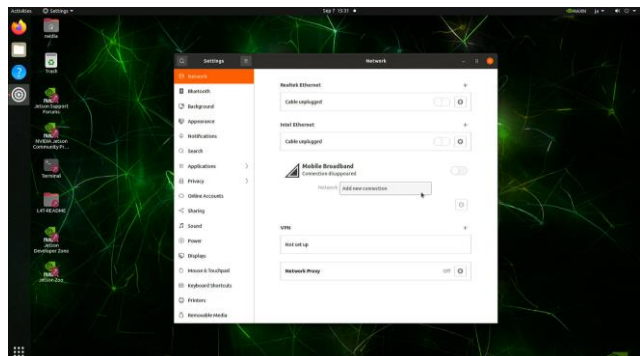 Activities
Settings
Sep 7 15:31
MAXN
ja
media
Trash
Jetson Support
Forums
NVIDIA Jetson
Community Pr...
Terminal
L4T-README
Jetson
Developer Zone
Jetson Zoo
Settings
Network
Bluetooth
Background
Appearance
Notifications
Search
Applications
Privacy
Online Accounts
Sharing
Sound
Power
Displays
Mouse & Touchpad
Keyboard Shortcuts
Printers
Removable Media
Network
Realtek Ethernet
Cable unplugged
Intel Ethernet
Cable unplugged
Mobile Broadband
Connection disappeared
Network Add new connection
VPN
Not set up
Network Proxy
Off